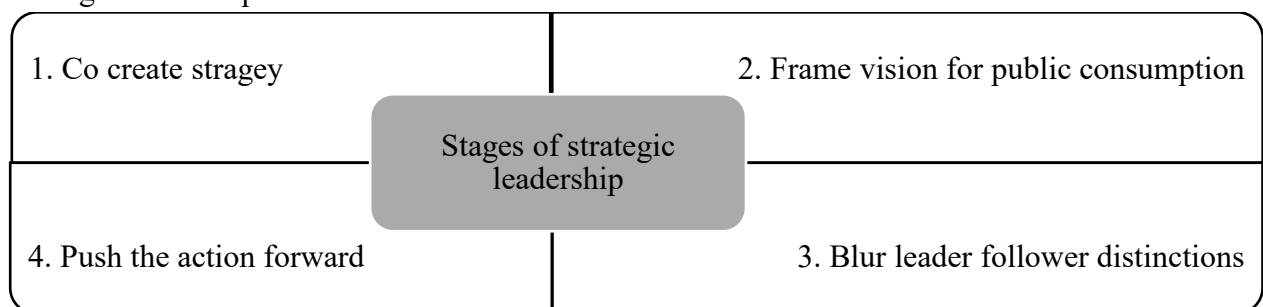 1. Co create stragey
2. Frame vision for public consumption
Stages of strategic
leadership
4. Push the action forward
3. Blur leader follower distinctions